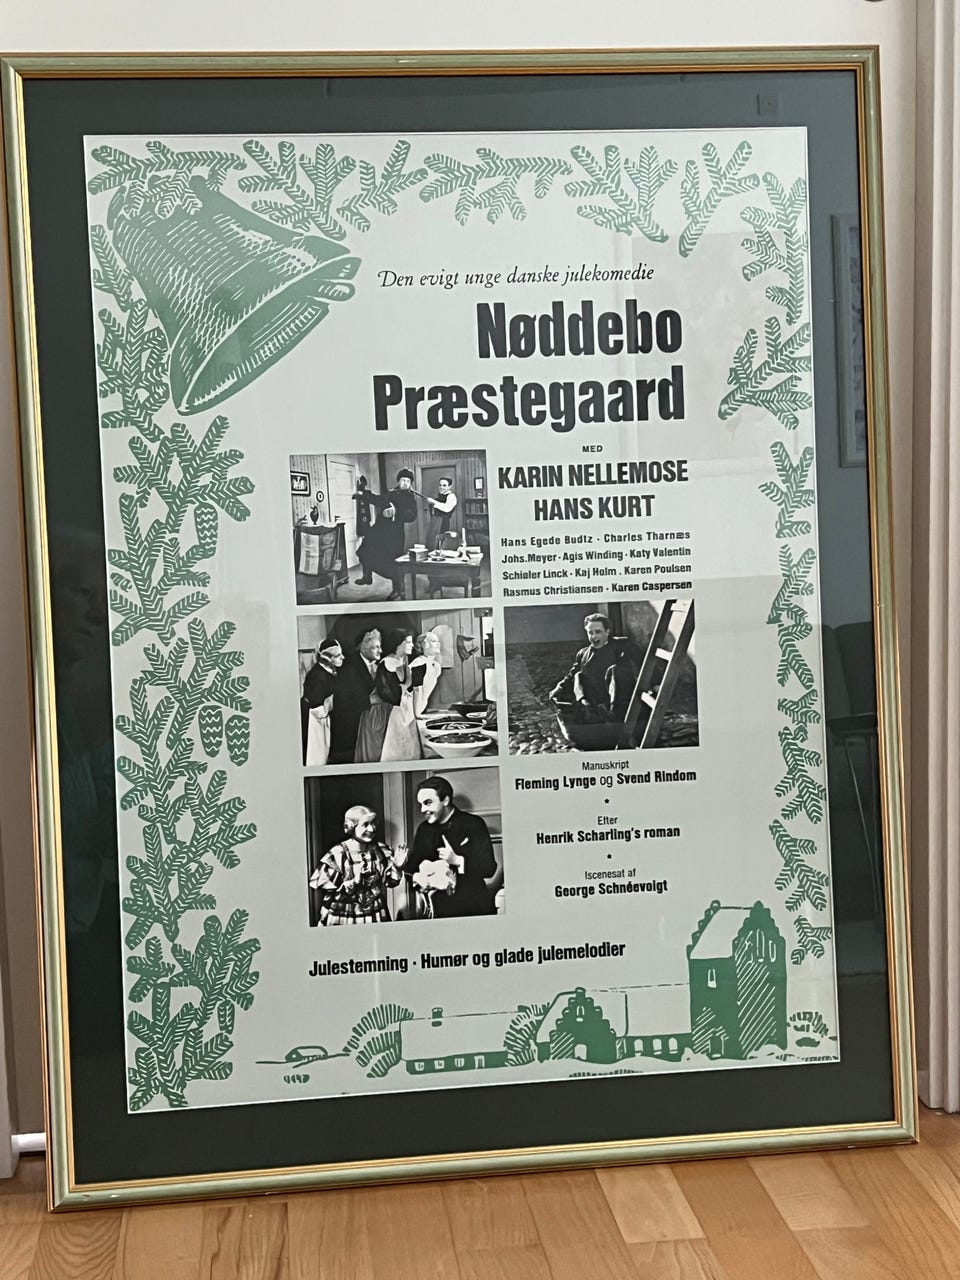 Den evigt unge danske julekomedie
Nøddebo
Præstegaard
MED
KARIN NELLEMOSE
HANS KURT
Hans Egede Budtz · Charles Tharnæs
Johs.Meyer · Agis Winding · Katy Valentin
Schiøler Linck · Kaj Holm . Karen Poulsen
Rasmus Christiansen · Karen Caspersen
Manuskript
Fleming Lynge og Svend Rindom
Efter
Henrik Scharling's roman
Iscenesat af
George Schnéevoigt
Julestemning · Humør og glade julemelodier